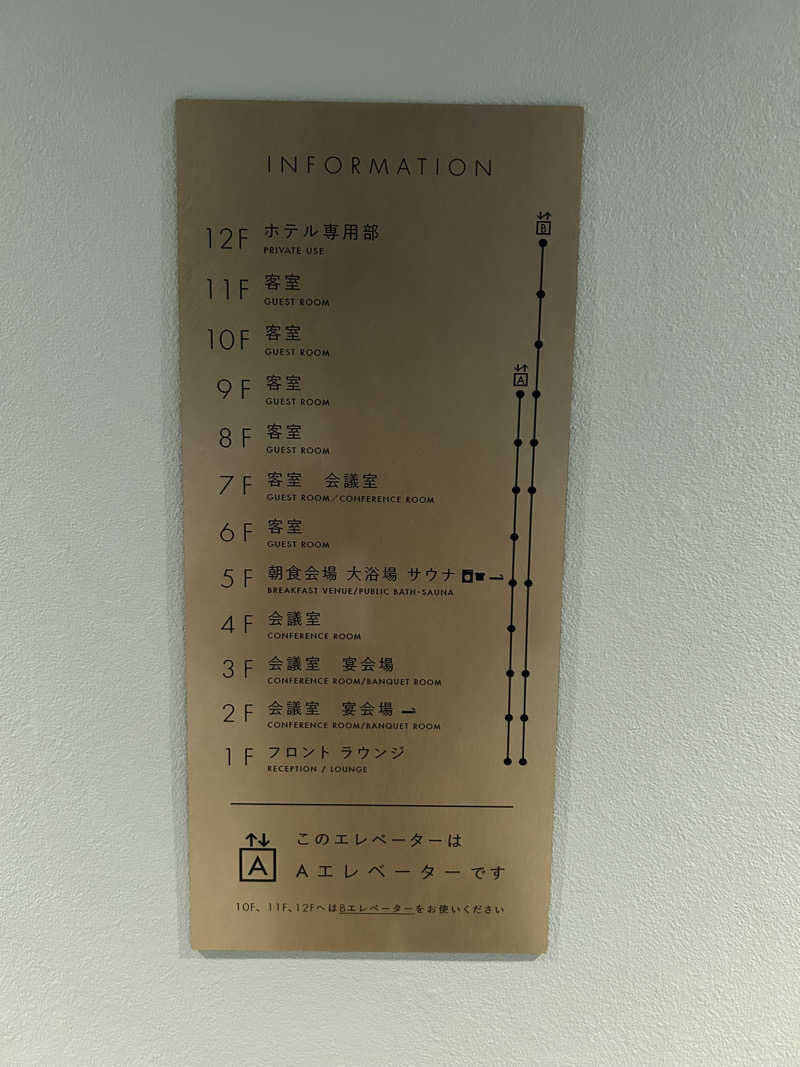 INFORMATION
B
12F ホテル専用部
PRIVATE USE
11F 客室
GUEST ROOM
10F 客室
GUEST ROOM
A
9F 客室
GUEST ROOM
8F 客室
GUEST ROOM
7F 客室 会議室
GUEST ROOM/CONFERENCE ROOM
6F 客室
GUEST ROOM
5F 朝食会場 大浴場 サウナ
BREAKFAST VENUE/PUBLIC BATH・SAUNA
4F 会議室
CONFERENCE ROOM
3F 会議室 宴会場
CONFERENCE ROOM/BANQUET ROOM
2F 会議室 宴会場
CONFERENCE ROOM/BANQUET ROOM
1F フロント ラウンジ
RECEPTION / LOUNGE
このエレベーターは
A Aエレベーターです
10F、11F、12FへはBエレベーターをお使いください